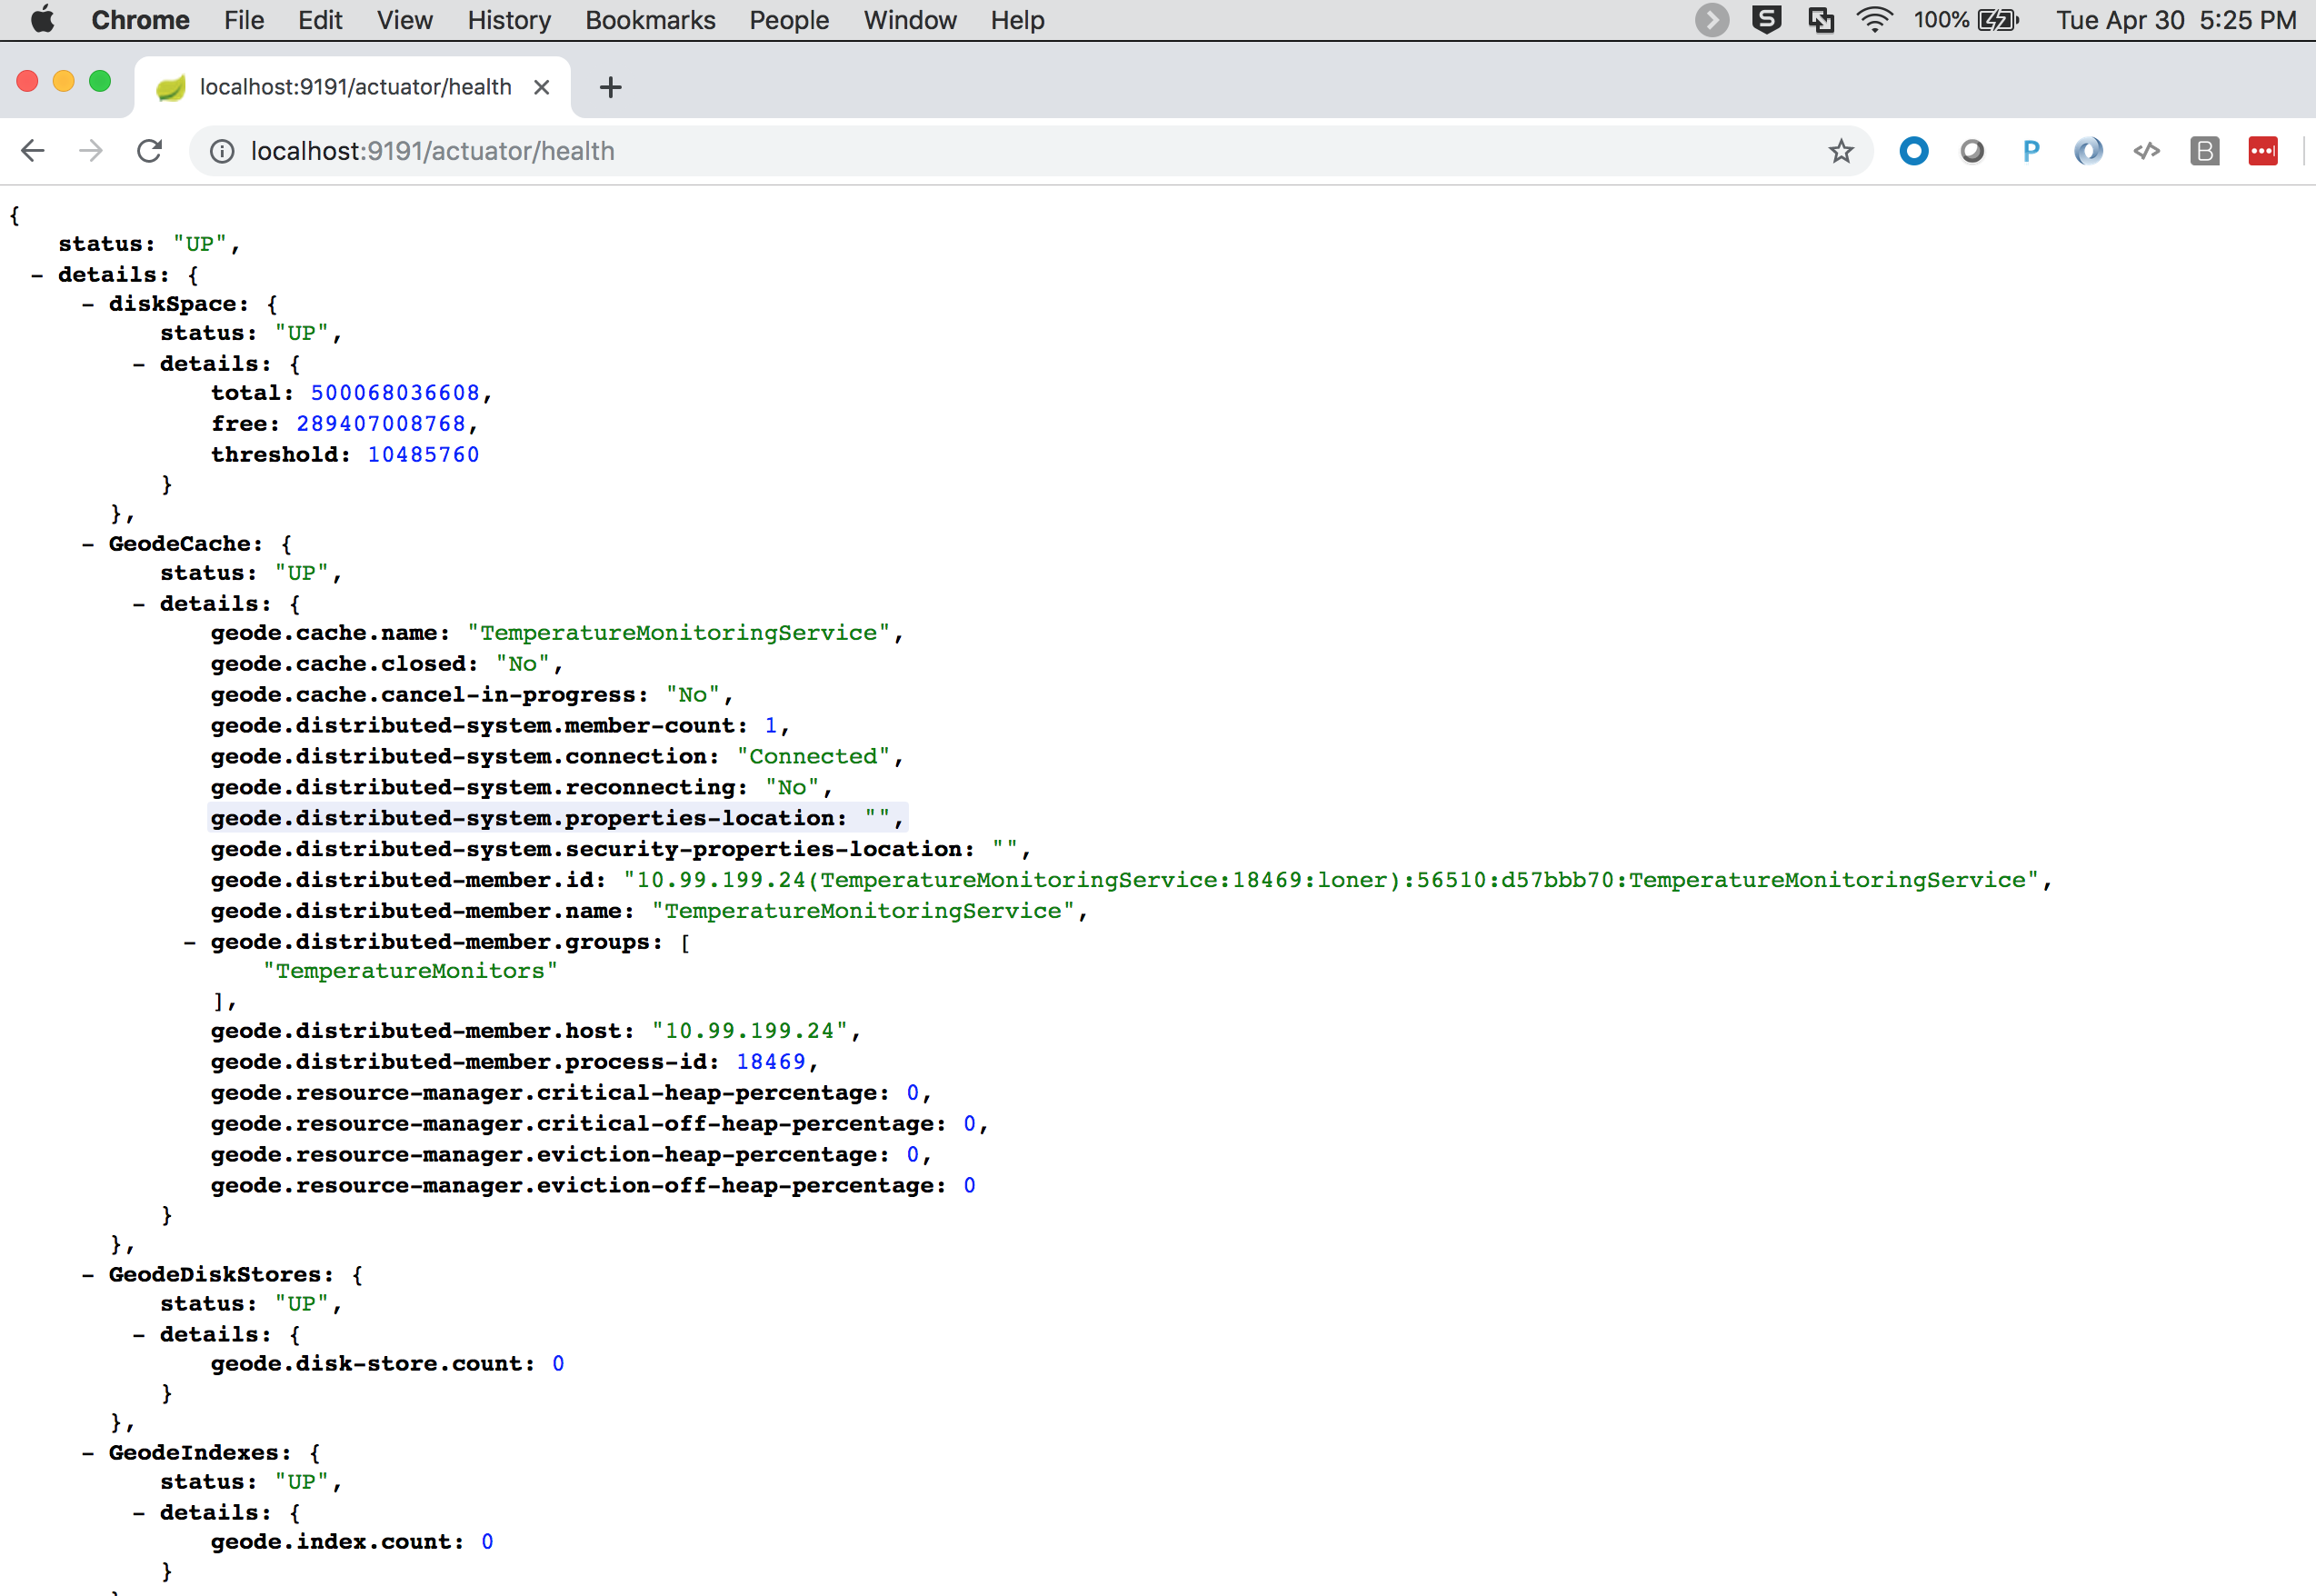 Chrome File Edit View History Bookmarks People Window Help 100% Tue Apr 30 5:25 PM
localhost:9191/actuator/health
localhost:9191/actuator/health
{
status: "UP",
- details: {
- diskSpace: {
status: "UP",
- details: {
total: 500068036608,
free: 289407008768,
threshold: 10485760
}
},
- GeodeCache: {
status: "UP",
- details: {
geode.cache.name: "TemperatureMonitoringService",
geode.cache.closed: "No",
geode.cache.cancel-in-progress: "No",
geode.distributed-system.member-count: 1,
geode.distributed-system.connection: "Connected",
geode.distributed-system.reconnecting: "No",
geode.distributed-system.properties-location: "",
geode.distributed-system.security-properties-location: "",
geode.distributed-member.id: "10.99.199.24(TemperatureMonitoringService:18469:loner):56510:d57bbb70:TemperatureMonitoringService",
geode.distributed-member.name: "TemperatureMonitoringService",
- geode.distributed-member.groups: [
"TemperatureMonitors"
],
geode.distributed-member.host: "10.99.199.24",
geode.distributed-member.process-id: 18469,
geode.resource-manager.critical-heap-percentage: 0,
geode.resource-manager.critical-off-heap-percentage: 0,
geode.resource-manager.eviction-heap-percentage: 0,
geode.resource-manager.eviction-off-heap-percentage: 0
}
},
- GeodeDiskStores: {
status: "UP",
- details: {
geode.disk-store.count: 0
}
},
- GeodeIndexes: {
status: "UP",
- details: {
geode.index.count: 0
}